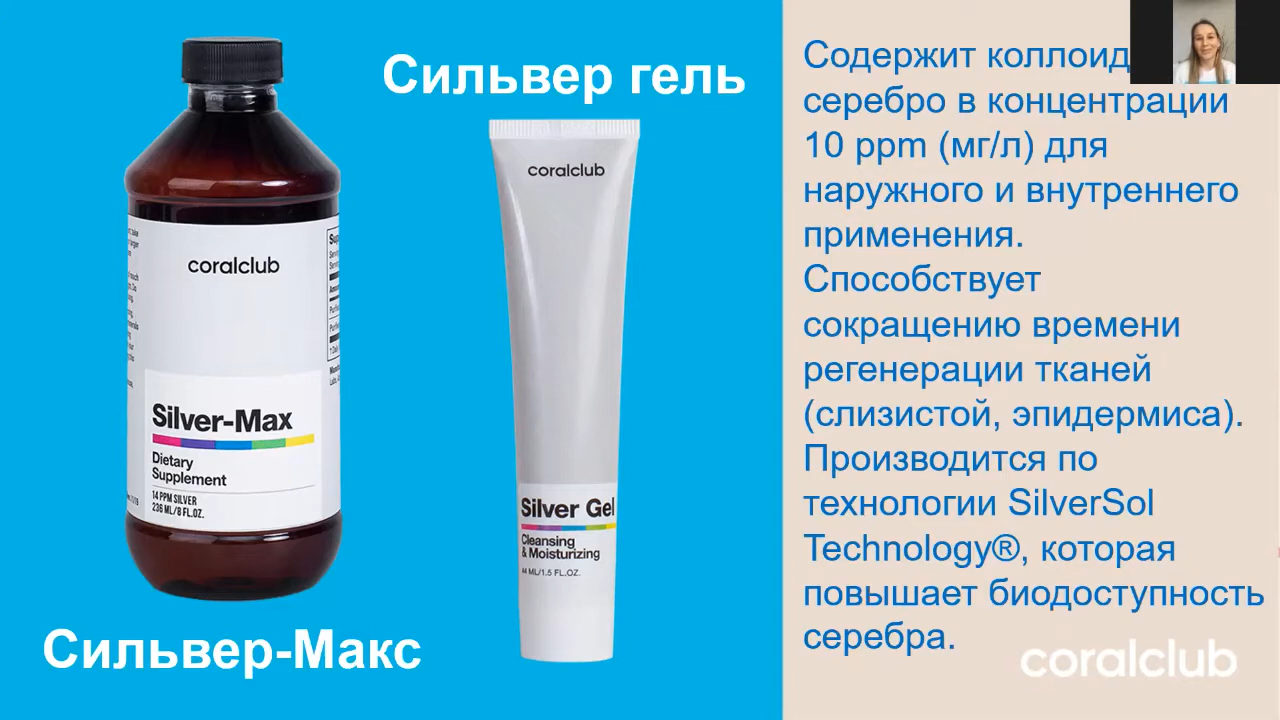 Сильвер гель
coralclub
Silver-Max
Dietary
Supplement
14 PPM SILVER
236 ML/8 FL.OZ.
coralclub
Silver Gel
Cleansing
& Moisturizing
44 ML/1.5 FL.OZ.
Сильвер-Макс
Содержит
серебро в концентрации
10 ppm (мг/л) для
наружного и внутреннего
применения.
Способствует
сокращению времени
регенерации тканей
(слизистой, эпидермиса).
Производится по
технологии SilverSol
Technology®, которая
повышает биодоступность
серебра.
coralclub